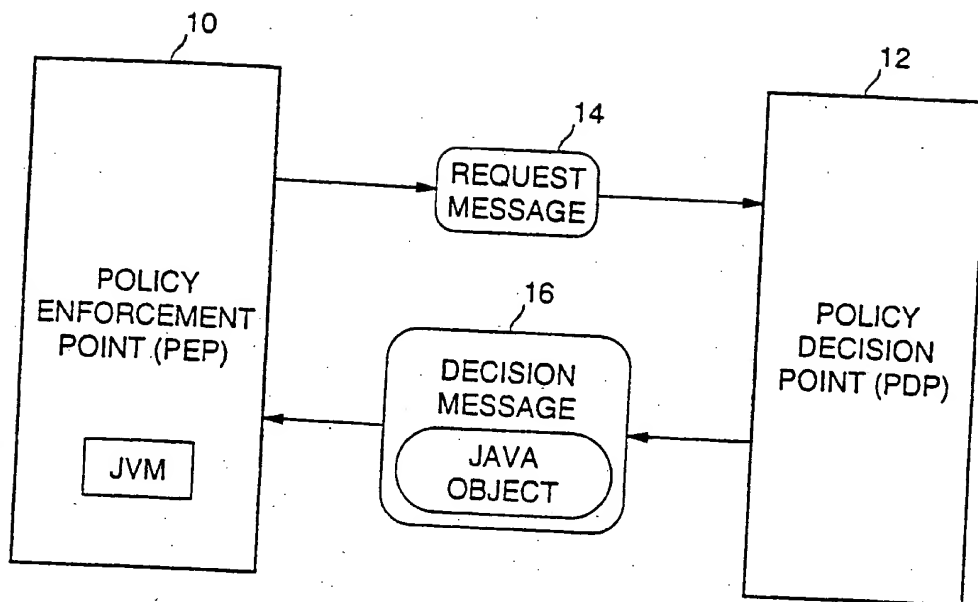 10
12
14
REQUEST
MESSAGE
POLICY
ENFORCEMENT
POINT (PEP)
16
POLICY
DECISION
POINT (PDP)
DECISION
MESSAGE
JAVA
OBJECT
JVM